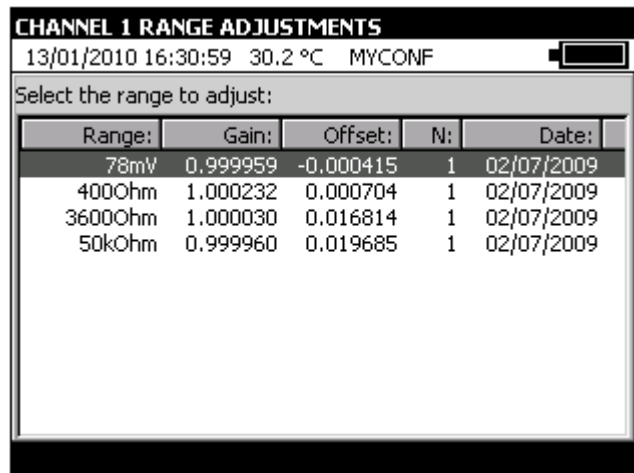 CHANNEL 1 RANGE ADJUSTMENTS
13/01/2010 16:30:59 30.2 °C MYCONF
Select the range to adjust:
Range: Gain: Offset: N: Date:
78mV 0.999959 -0.000415 1 02/07/2009
400Ohm 1.000232 0.000704 1 02/07/2009
3600Ohm 1.000030 0.016814 1 02/07/2009
50kOhm 0.999960 0.019685 1 02/07/2009